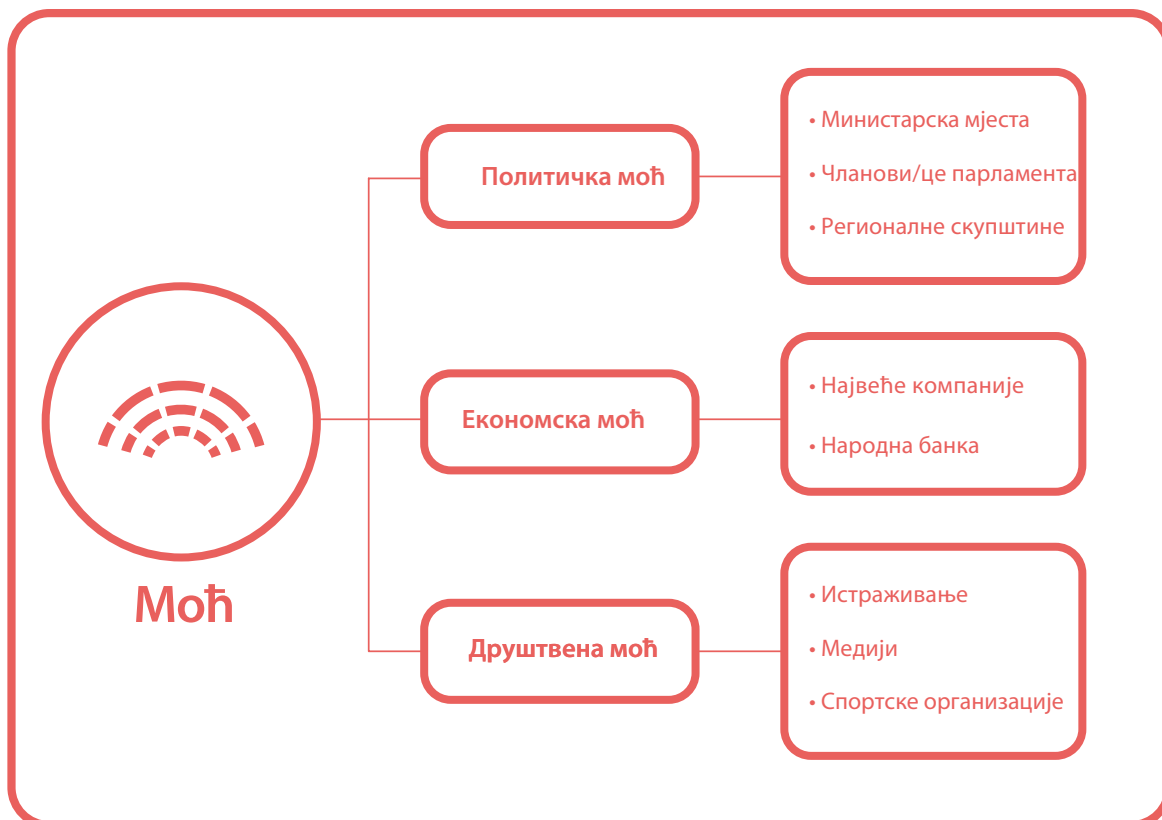 Моћ
Политичка моћ
• Министарска мјеста
• Чланови/це парламента
• Регионалне скупштине
Економска моћ
• Највеће компаније
• Народна банка
Друштвена моћ
• Истраживање
• Медији
• Спортске организације